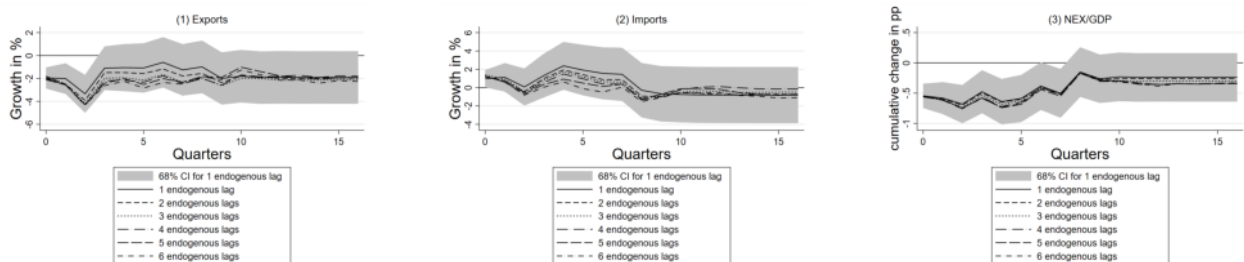 (1) Exports
Growth in %
2
0
-2
-4
-6
0 5 10 15
Quarters
68% CI for 1 endogenous lag
1 endogenous lag
2 endogenous lags
3 endogenous lags
4 endogenous lags
5 endogenous lags
6 endogenous lags
(2) Imports
Growth in %
6
4
2
0
-2
-4
0 5 10 15
Quarters
68% CI for 1 endogenous lag
1 endogenous lag
2 endogenous lags
3 endogenous lags
4 endogenous lags
5 endogenous lags
6 endogenous lags
(3) NEX/GDP
cumulative change in pp
.5
0
-.5
-1
0 5 10 15
Quarters
68% CI for 1 endogenous lag
1 endogenous lag
2 endogenous lags
3 endogenous lags
4 endogenous lags
5 endogenous lags
6 endogenous lags